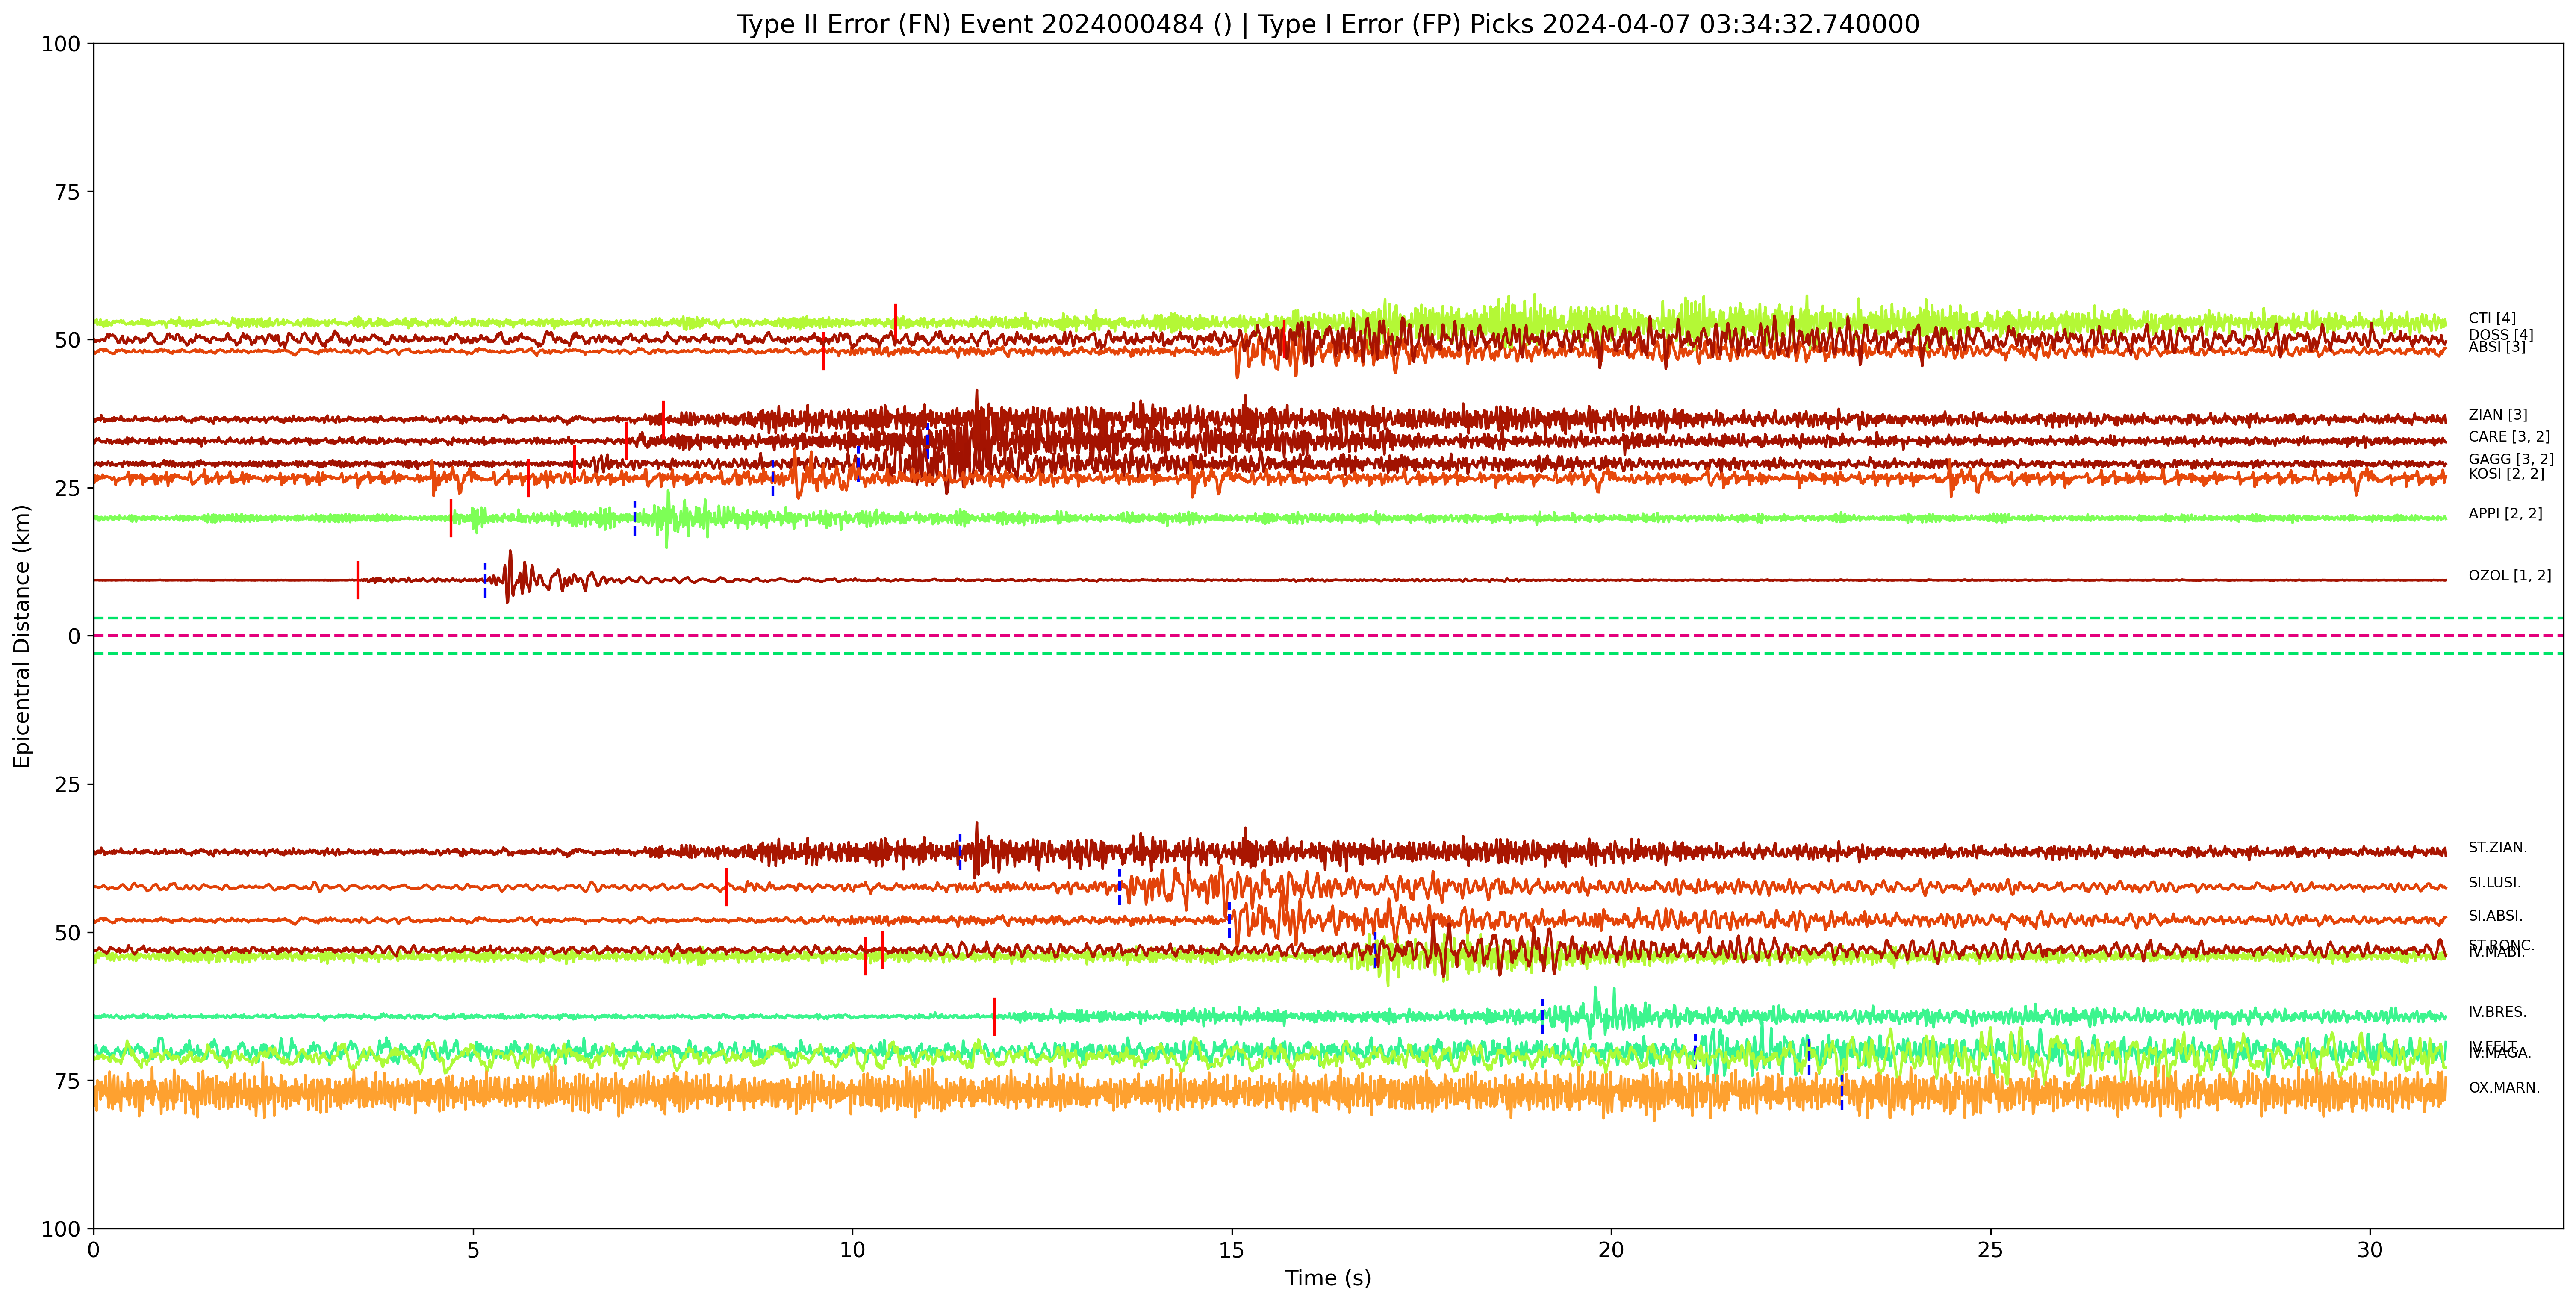 Type II Error (FN) Event 2024000484 () | Type I Error (FP) Picks 2024-04-07 03:34:32.740000
Epicentral Distance (km)
100
75
50
25
0
25
50
75
100
CTI [4]
DOSS [4]
ABSI [3]
ZIAN [3]
CARE [3, 2]
GAGG [3, 2]
KOSI [2, 2]
APPI [2, 2]
OZOL [1, 2]
ST.ZIAN.
SI.LUSI.
SI.ABSI.
ST.RONC.
IV.MABI.
IV.BRES.
IV.MAGA.
OX.MARN.
0 5 10 15 20 25 30
Time (s)